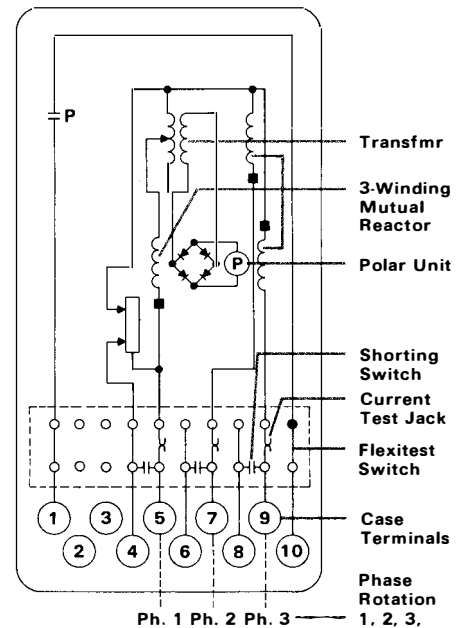 P
Transfmr
3-Winding
Mutual
Reactor
P
Polar Unit
Shorting
Switch
Current
Test Jack
Flexitest
Switch
1 3 5 7 9
Case
Terminals
2 4 6 8 10
Phase
Rotation
Ph. 1 Ph. 2 Ph. 3
1, 2, 3,